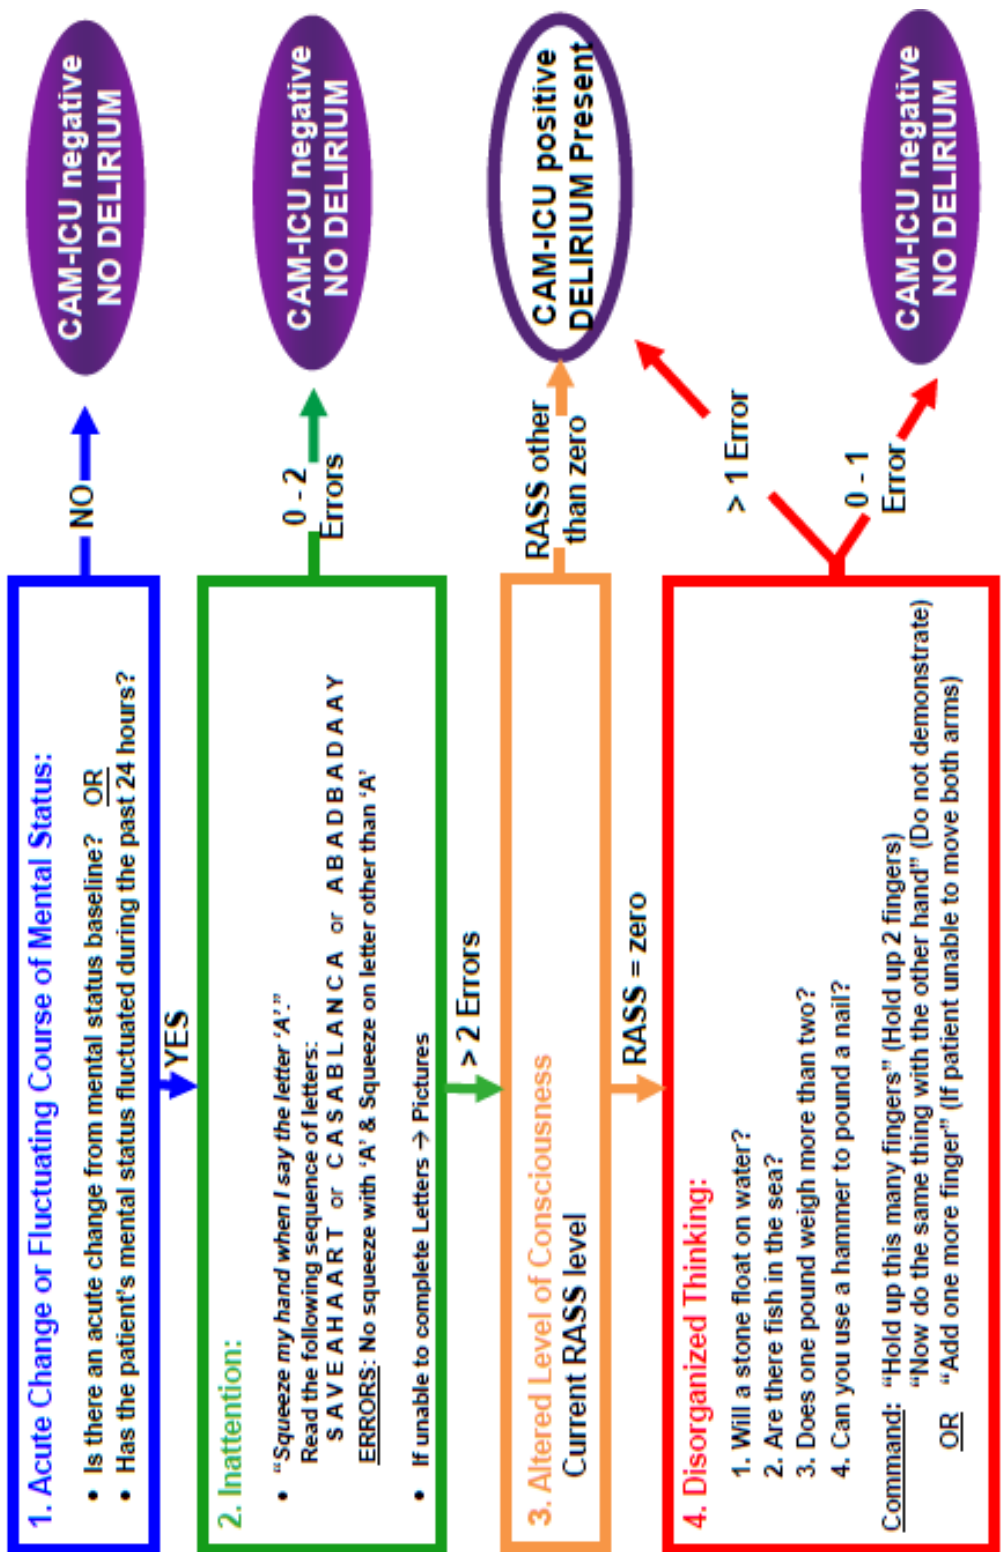 1. Acute Change or Fluctuating Course of Mental Status:
• Is there an acute change from mental status baseline? OR
• Has the patient's mental status fluctuated during the past 24 hours?
NO
CAM-ICU negative
NO DELIRIUM
YES
2. Inattention:
• "Squeeze my hand when I say the letter 'A'."
Read the following sequence of letters:
S A V E A H A A R T or C A S A B L A N C A or A B A D B A D A A Y
ERRORS: No squeeze with 'A' & Squeeze on letter other than 'A'
• If unable to complete Letters → Pictures
0 - 2
Errors
CAM-ICU negative
NO DELIRIUM
> 2 Errors
3. Altered Level of Consciousness
Current RASS level
RASS other
than zero
CAM-ICU positive
DELIRIUM Present
RASS = zero
4. Disorganized Thinking:
1. Will a stone float on water?
2. Are there fish in the sea?
3. Does one pound weigh more than two?
4. Can you use a hammer to pound a nail?
Command: "Hold up this many fingers" (Hold up 2 fingers)
"Now do the same thing with the other hand" (Do not demonstrate)
OR "Add one more finger" (If patient unable to move both arms)
> 1 Error
0 - 1
Error
CAM-ICU negative
NO DELIRIUM